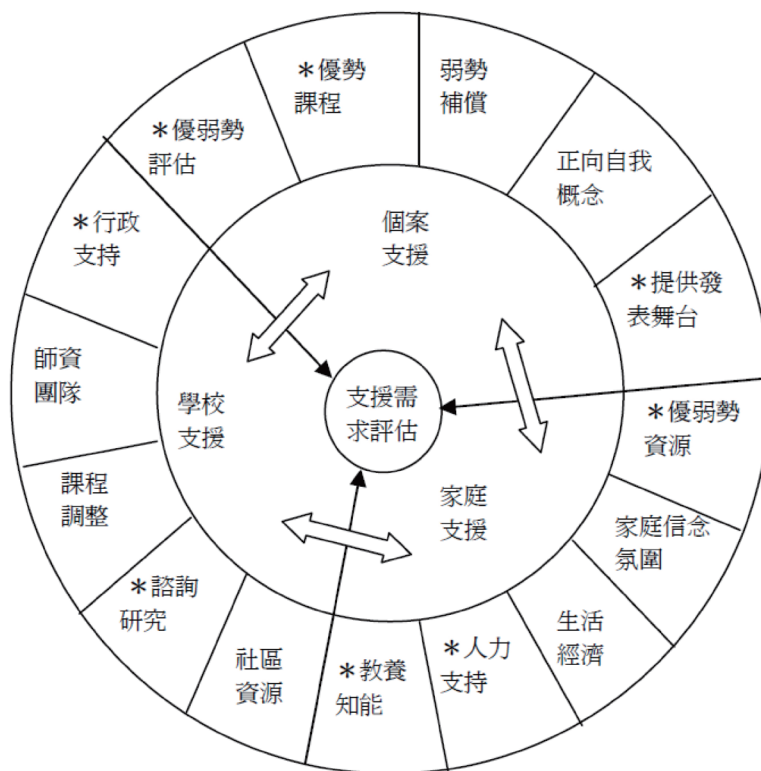 ＊優勢
課程
弱勢
補償
＊優弱勢
評估
正向自我
概念
＊行政
支持
個案
支援
＊提供發
表舞台
師資
團隊
學校
支援
支援需
求評估
＊優弱勢
資源
課程
調整
家庭
支援
家庭信念
氛圍
＊諮詢
研究
社區
資源
＊教養
知能
＊人力
支持
生活
經濟